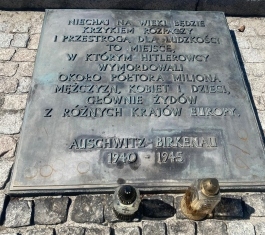 NIECHAJ NA WIEKI BĘDZIE
KRZYKIEM ROZPACZY
I PRZESTROGĄ DLA LUDZKOŚCI
TO MIEJSCE,
W KTÓRYM HITLEROWCY
WYMORDOWALI
OKOŁO PÓŁTORA MILIONA
MĘŻCZYZN, KOBIET I DZIECI,
GŁÓWNIE ŻYDÓW
Z RÓŻNYCH KRAJÓW EUROPY.
AUSCHWITZ-BIRKENAU
1940 - 1945